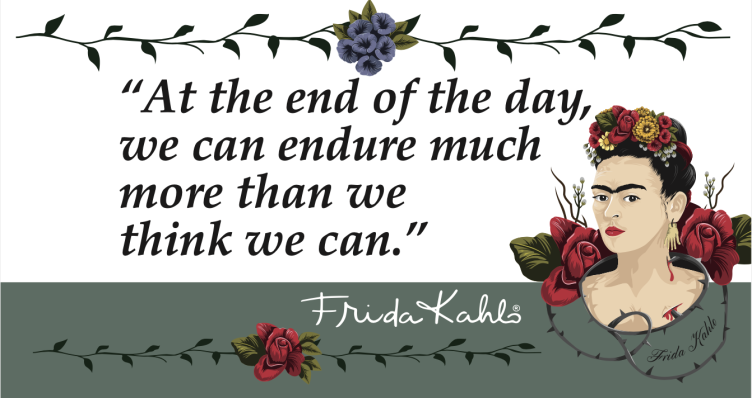 “At the end of the day,
we can endure much
more than we
think we can.”
Frida Kahlo®
Frida Kahlo